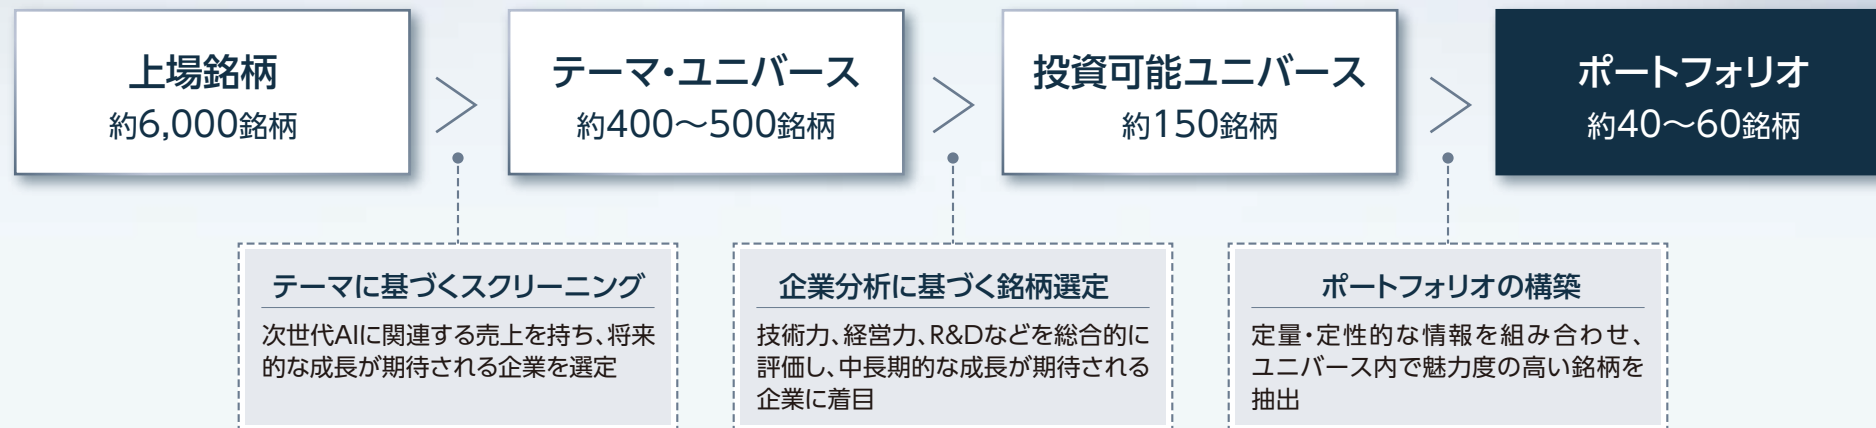 上場銘柄
約6,000銘柄
テーマ・ユニバース
約400～500銘柄
投資可能ユニバース
約150銘柄
ポートフォリオ
約40～60銘柄
テーマに基づくスクリーニング
次世代AIに関連する売上を持ち、将来
的な成長が期待される企業を選定
企業分析に基づく銘柄選定
技術力、経営力、R&Dなどを総合的に
評価し、中長期的な成長が期待される
企業に着目
ポートフォリオの構築
定量・定性的な情報を組み合わせ、
ユニバース内で魅力度の高い銘柄を
抽出